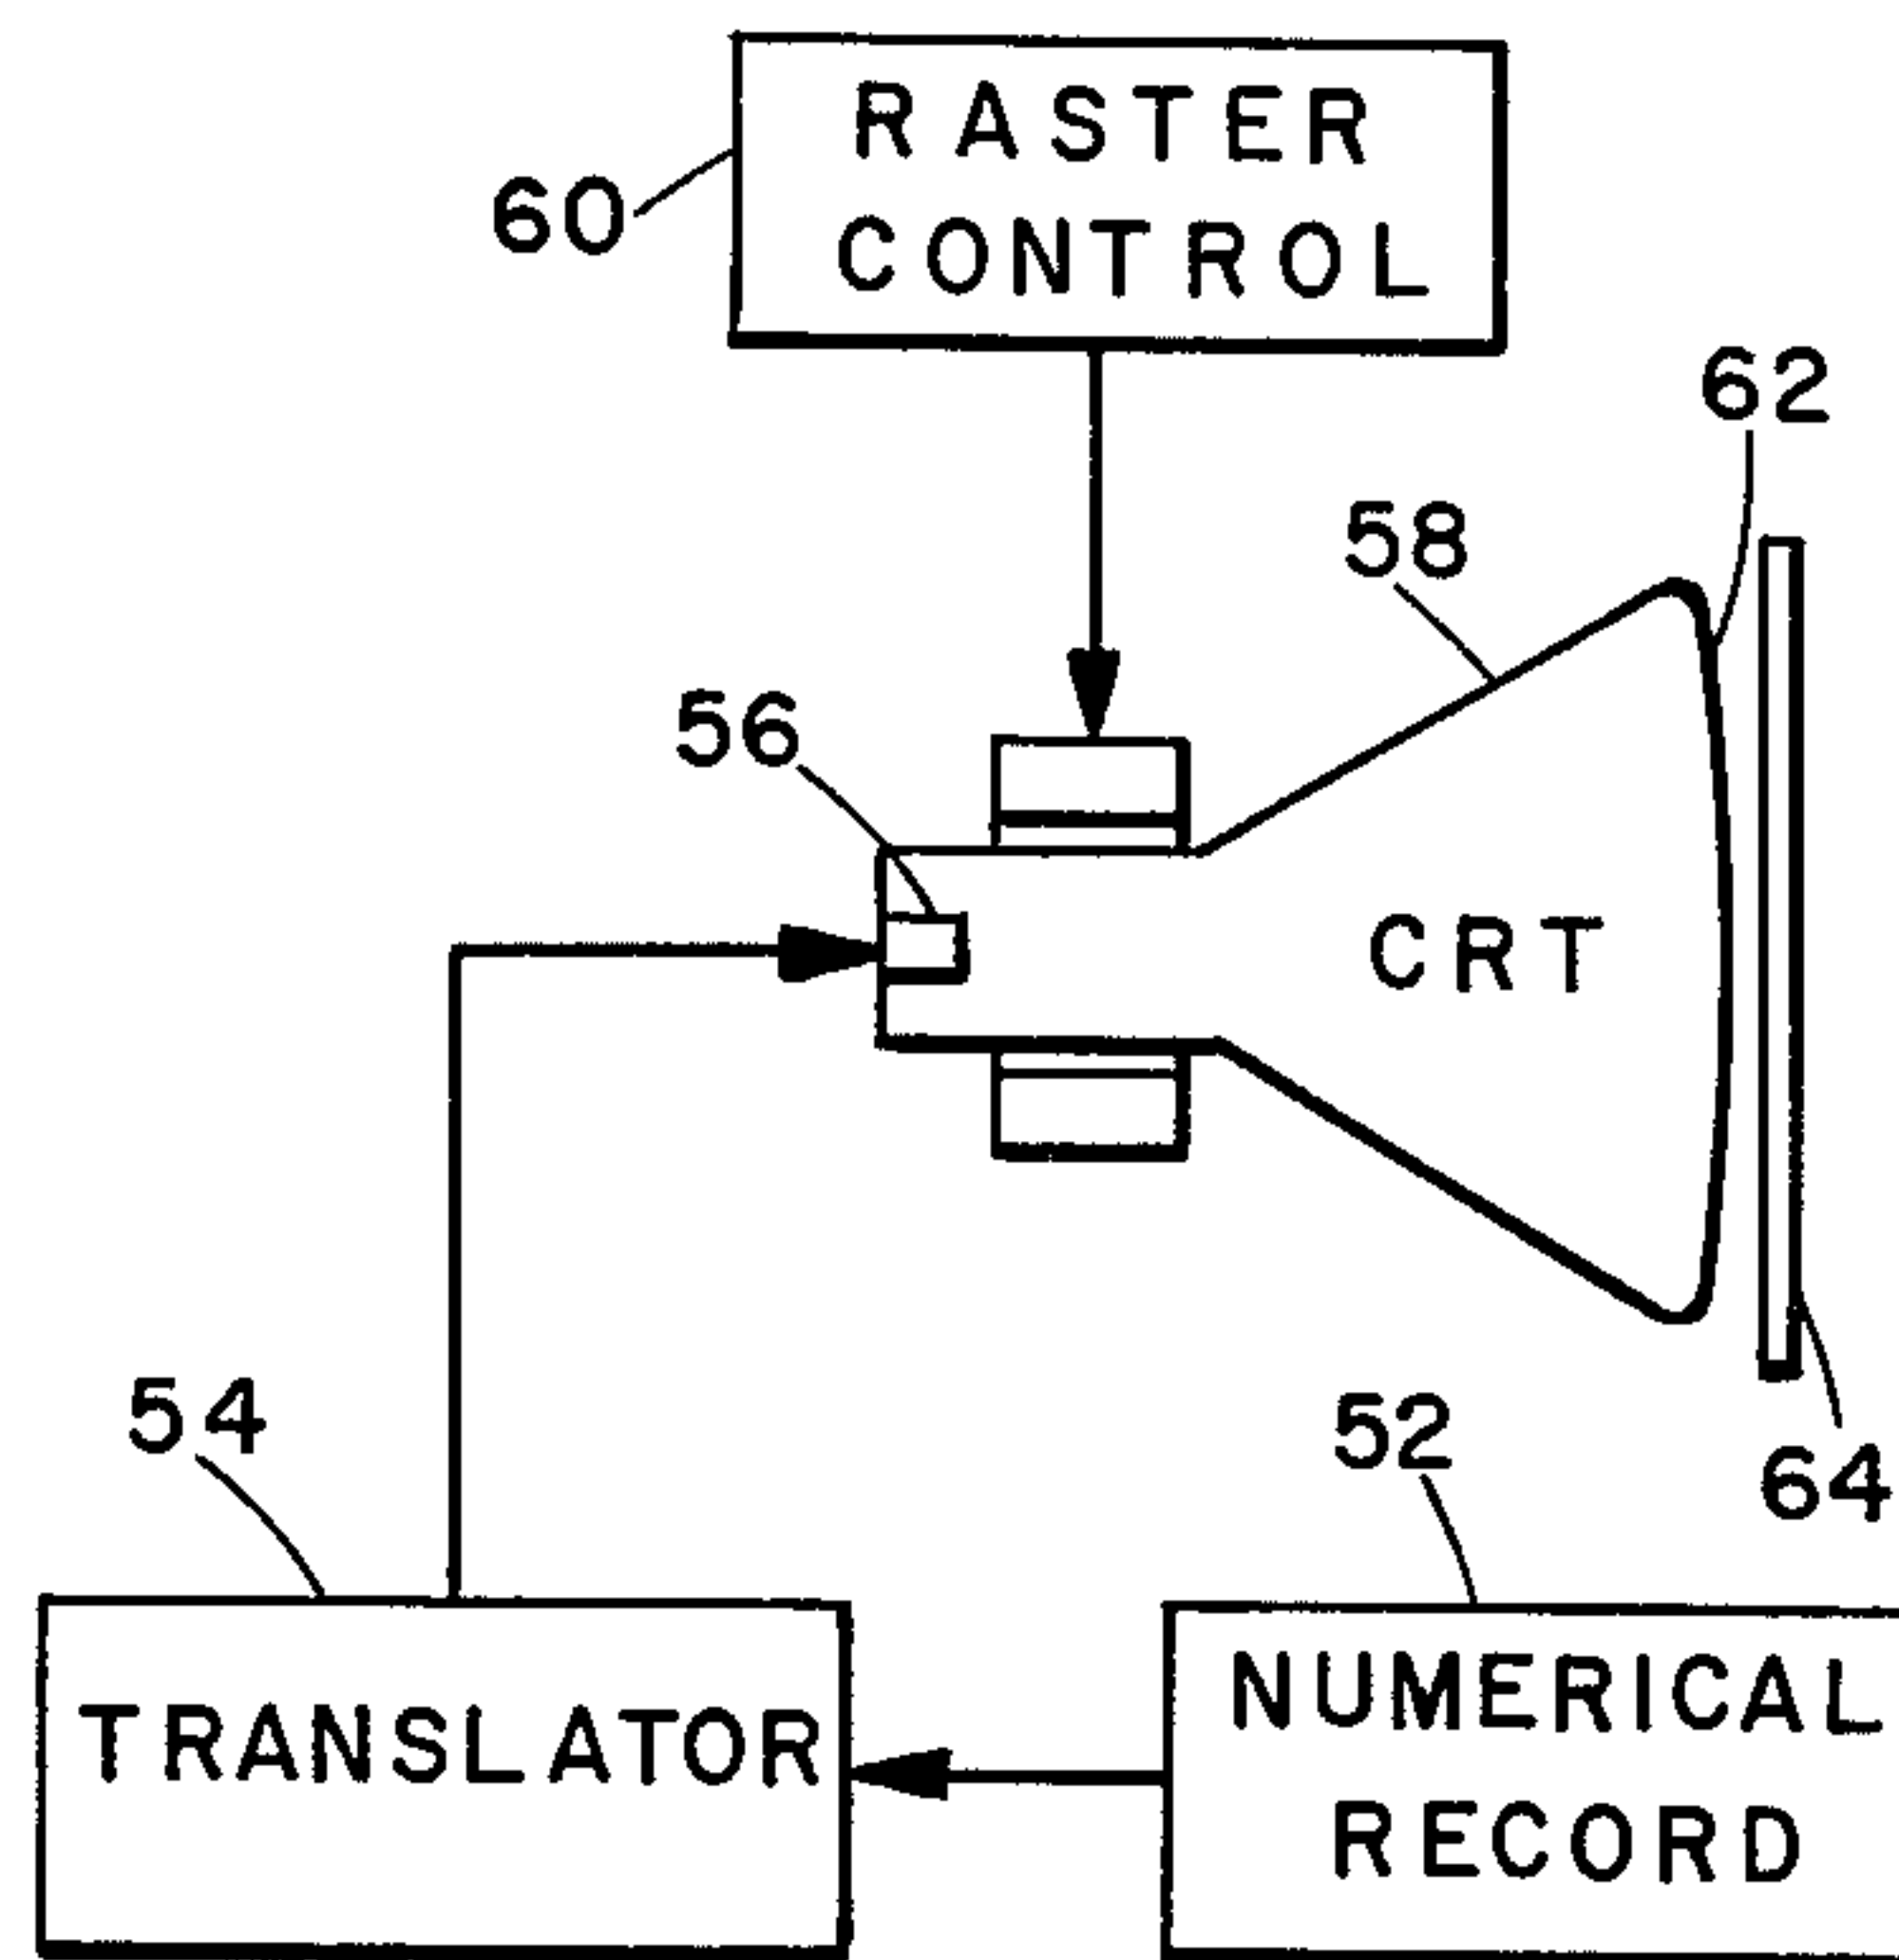 RASTER
CONTROL
60
62
58
56
CRT
54
52
64
TRANSLATOR
NUMERICAL
RECORD